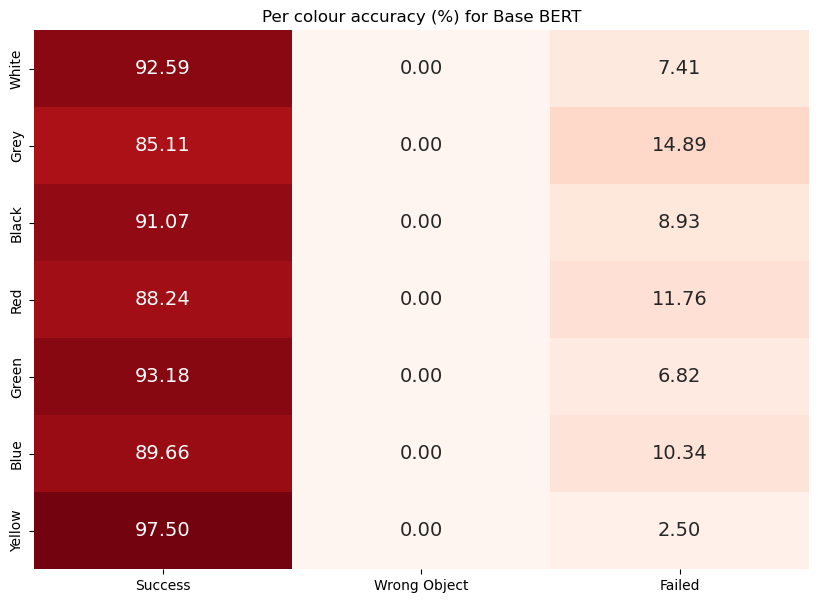 Per colour accuracy (%) for Base BERT
White 92.59 0.00 7.41
Grey 85.11 0.00 14.89
Black 91.07 0.00 8.93
Red 88.24 0.00 11.76
Green 93.18 0.00 6.82
Blue 89.66 0.00 10.34
Yellow 97.50 0.00 2.50
Success Wrong Object Failed